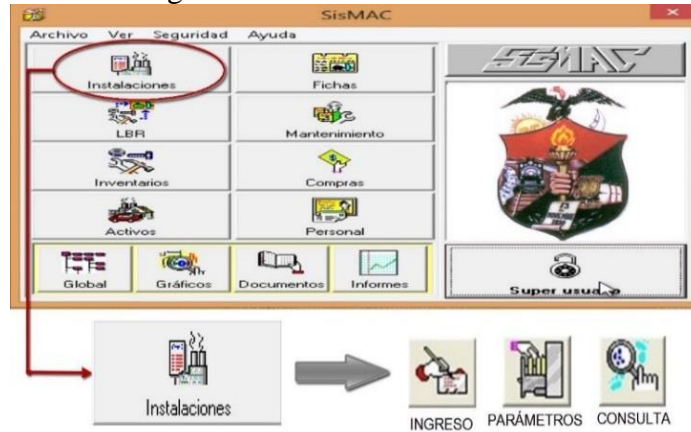 SisMAC
Archivo Ver Seguridad Ayuda
SISMAC
Instalaciones
Fichas
LBR
Mantenimiento
Inventarios
Compras
Activos
Personal
Global
Gráficos
Documentos
Informes
Super usuario
Instalaciones
INGRESO
PARÁMETROS
CONSULTA